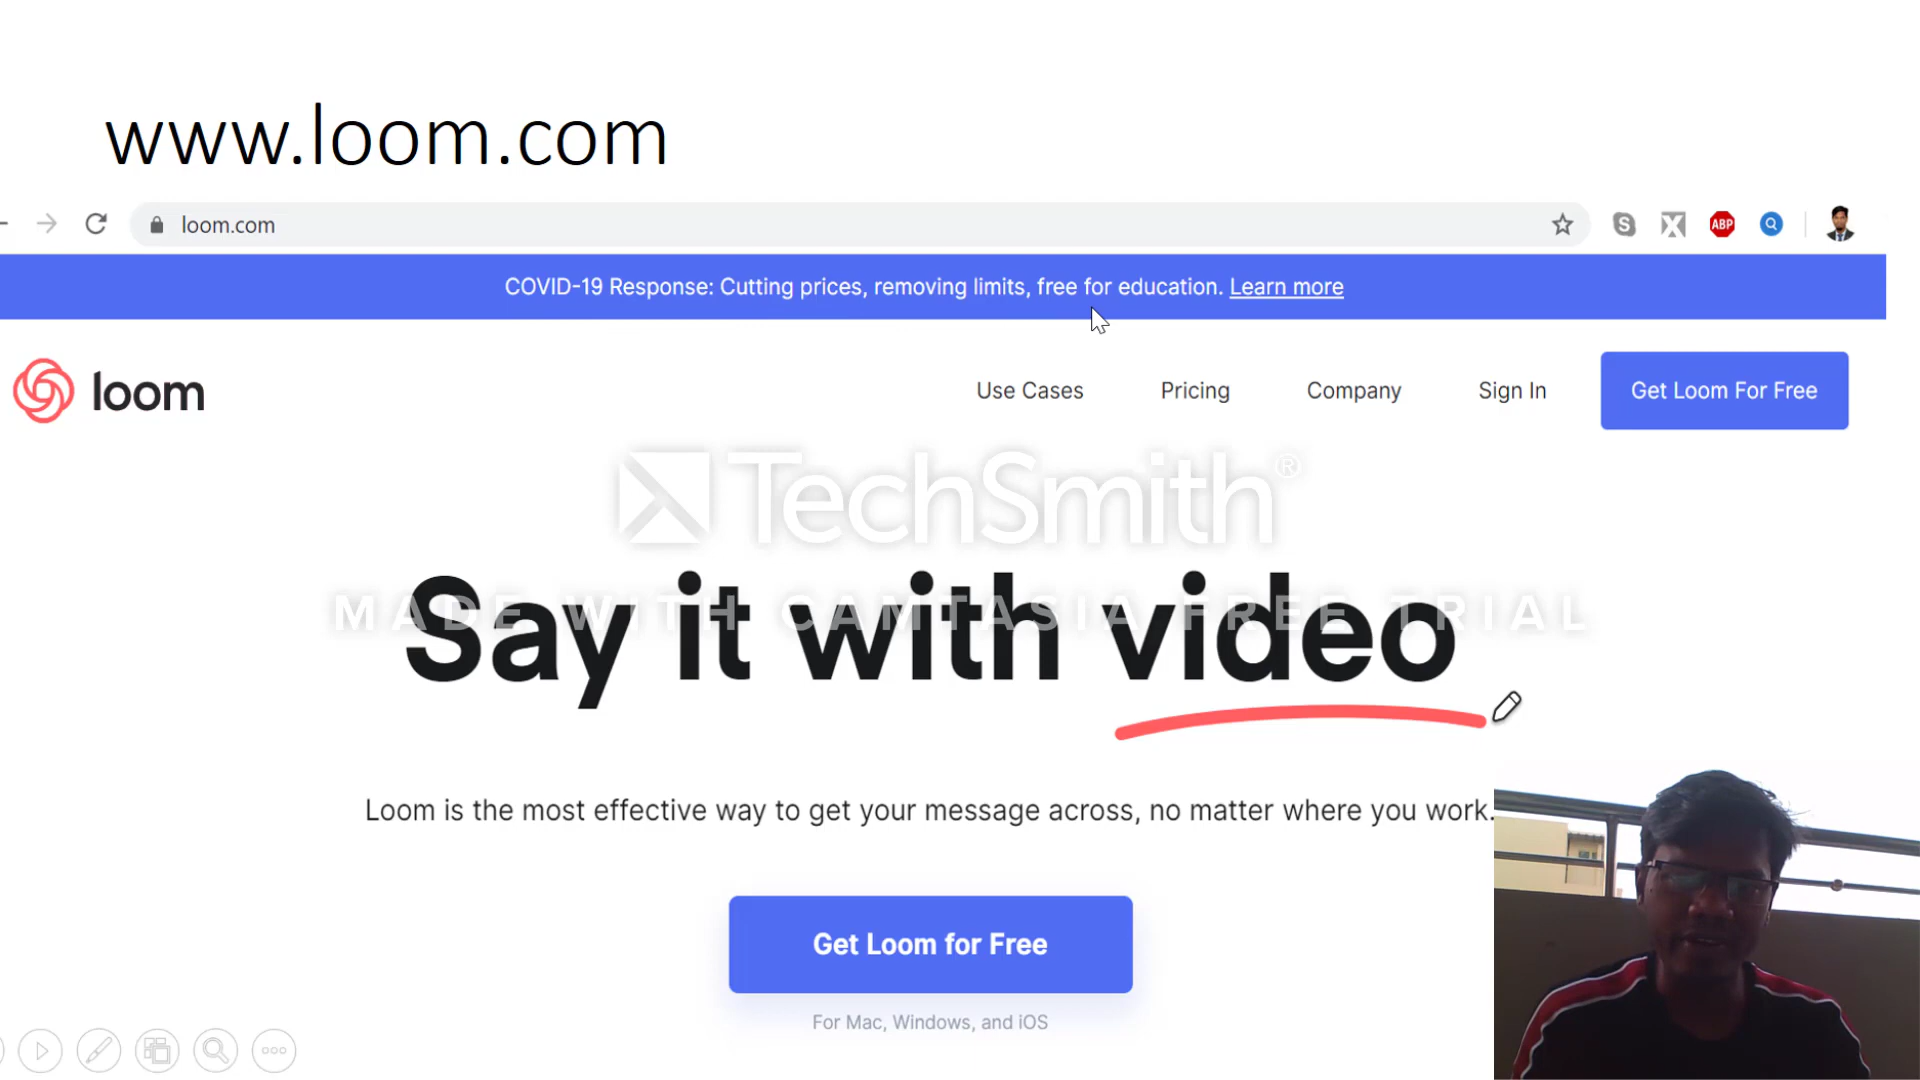 www.loom.com
loom.com
S
X
ABP
COVID-19 Response: Cutting prices, removing limits, free for education. Learn more
loom
Use Cases
Pricing
Company
Sign In
Get Loom For Free
TechSmith®
MADE WITH CAMTASIA FREE TRIAL
Say it with video
Loom is the most effective way to get your message across, no matter where you work.
Get Loom for Free
For Mac, Windows, and iOS